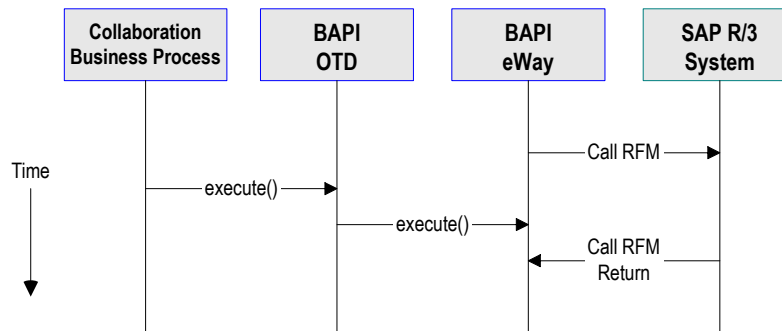 Collaboration
Business Process
BAPI
OTD
BAPI
eWay
SAP R/3
System
Call RFM
Time
execute()
execute()
Call RFM
Return